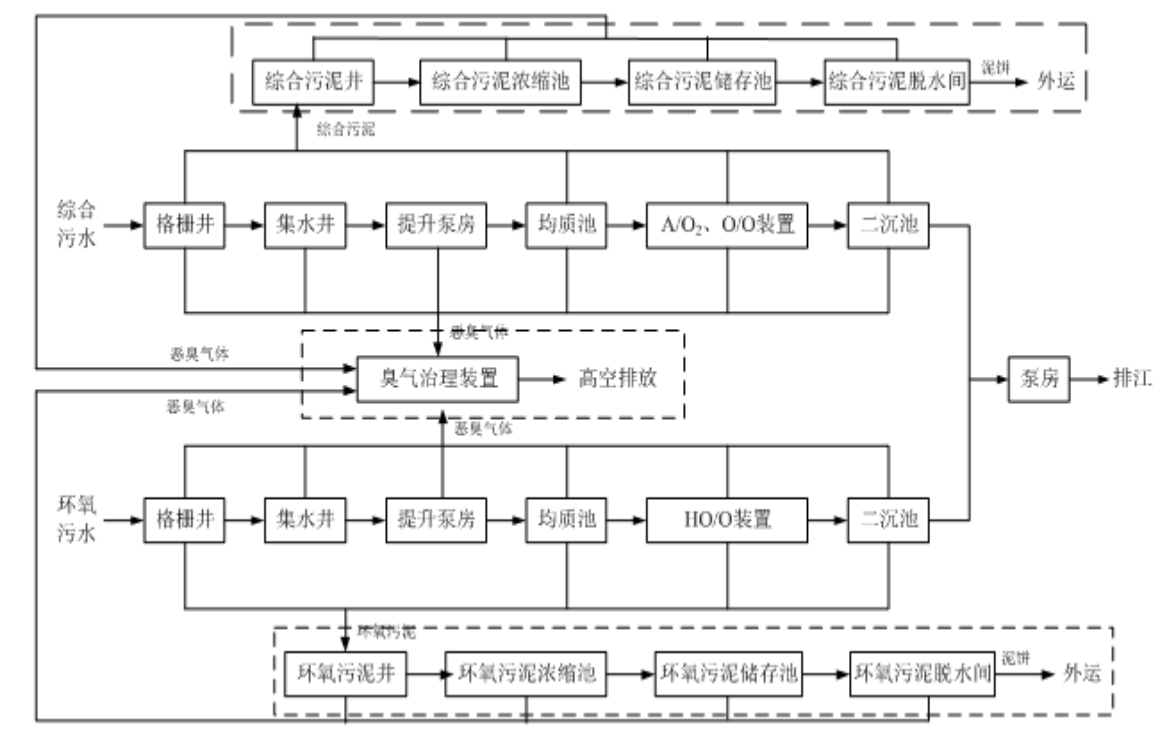 综合污泥井
综合污泥浓缩池
综合污泥储存池
综合污泥脱水间
泥饼
外运
综合污泥
综合
污水
格栅井
集水井
提升泵房
均质池
A/O₂、O/O装置
二沉池
恶臭气体
恶臭气体
臭气治理装置
高空排放
泵房
排江
恶臭气体
恶臭气体
环氧
污水
格栅井
集水井
提升泵房
均质池
HO/O装置
二沉池
环氧污泥
环氧污泥井
环氧污泥浓缩池
环氧污泥储存池
环氧污泥脱水间
泥饼
外运